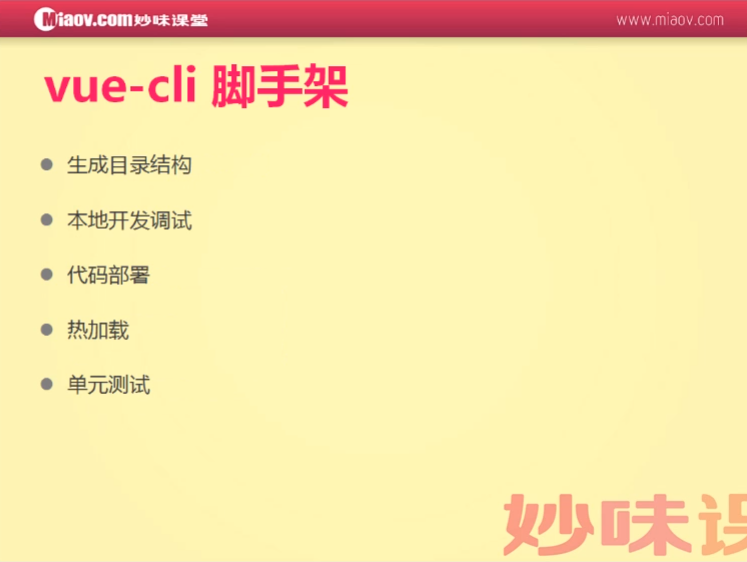 Miaov.com妙味课堂
www.miaov.com
vue-cli 脚手架
生成目录结构
本地开发调试
代码部署
热加载
单元测试
妙味课